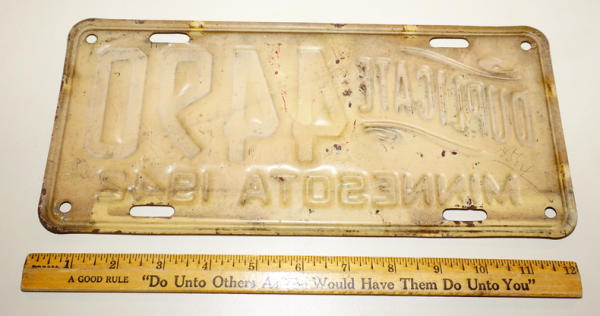 DUPLICATE 4490
MINNESOTA 1942
1 2 3 4 5 6 7 8 9 10 11 12
A GOOD RULE "Do Unto Others As You Would Have Them Do Unto You"